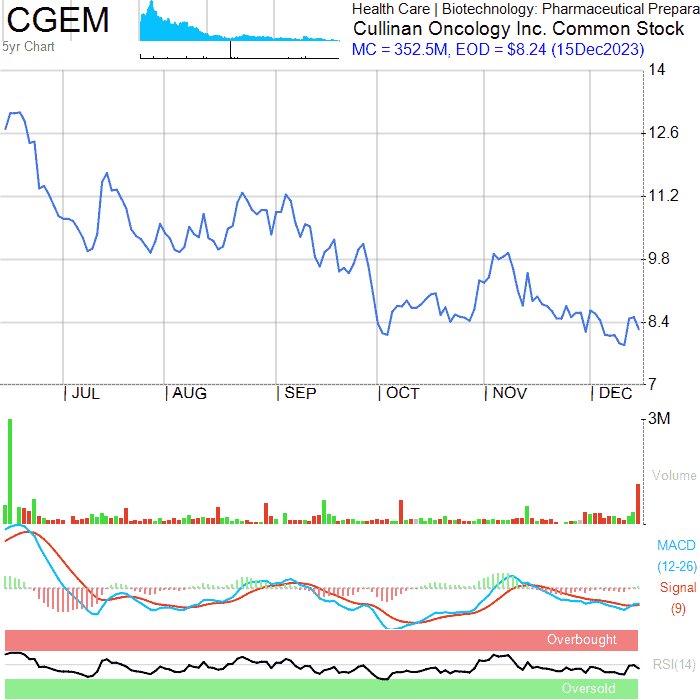 CGEM
5yr Chart
Health Care | Biotechnology: Pharmaceutical Prepara
Cullinan Oncology Inc. Common Stock
MC = 352.5M, EOD = $8.24 (15Dec2023)
14
12.6
11.2
9.8
8.4
7
JUL
AUG
SEP
OCT
NOV
DEC
3M
Volume
MACD
(12-26)
Signal
(9)
Overbought
RSI(14)
Oversold